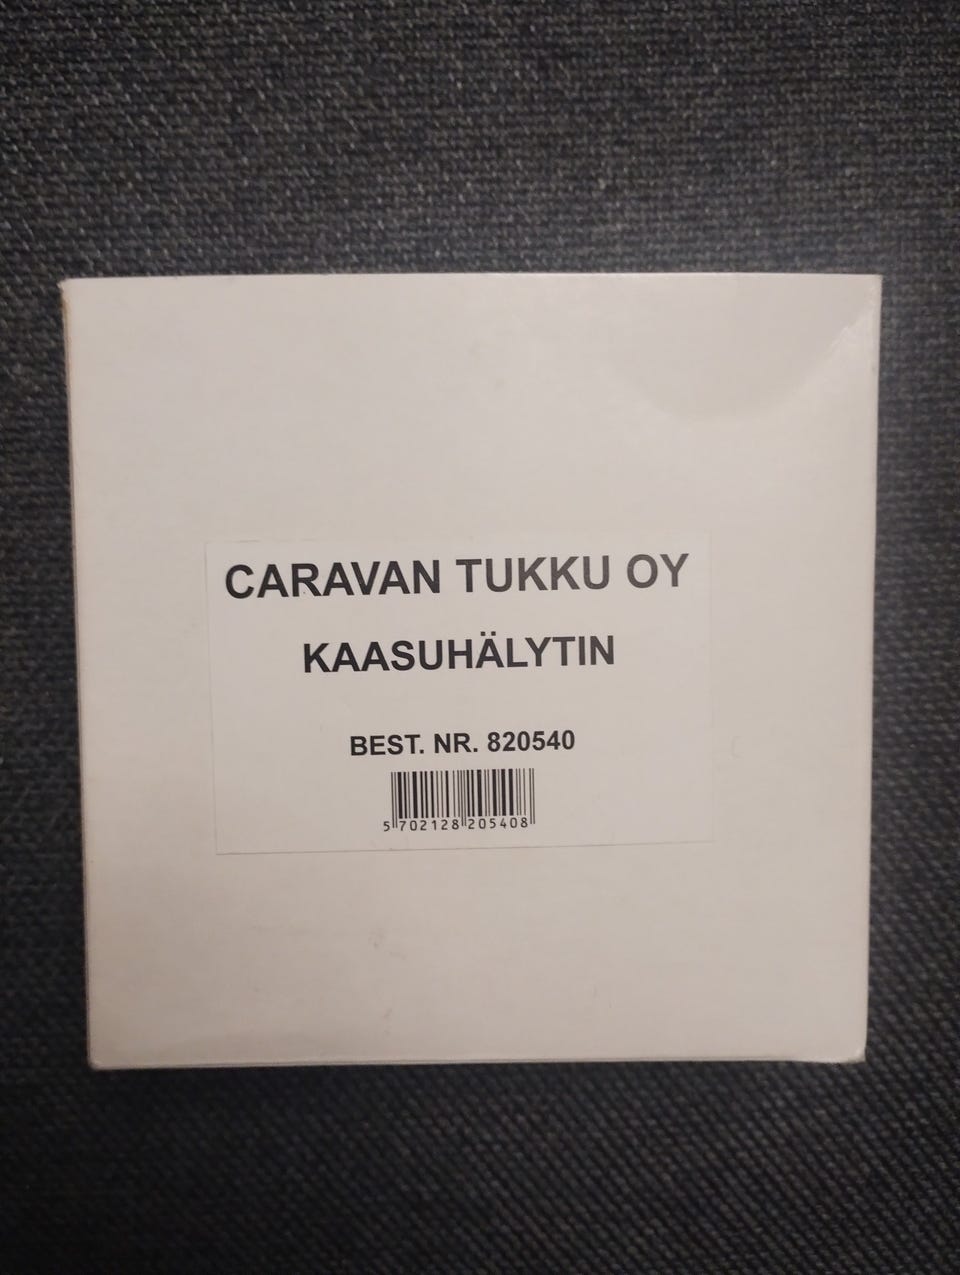 CARAVAN TUKKU OY
KAASUHÄLYTIN
BEST. NR. 820540
5 702128 205408